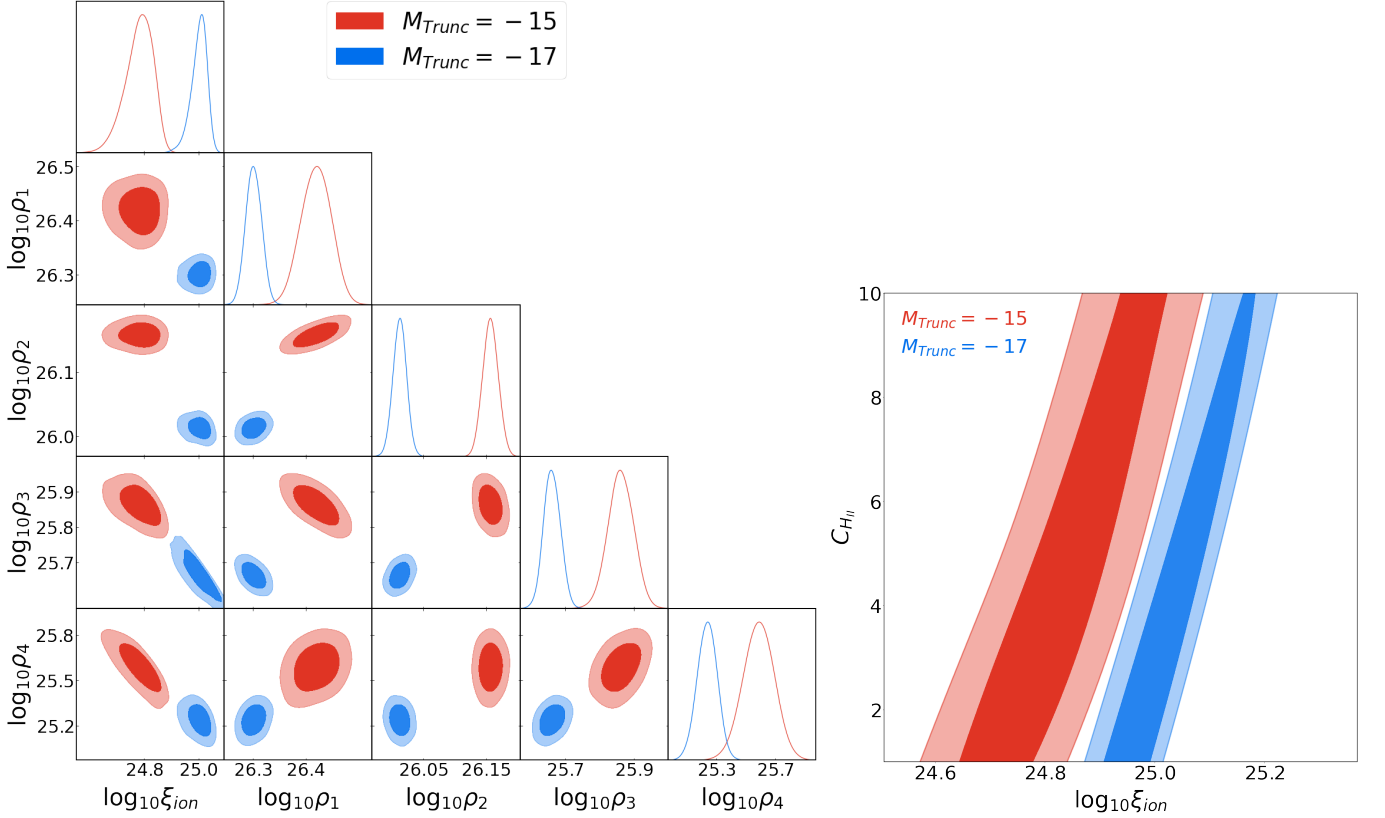 M_Trunc = −15
M_Trunc = −17
26.5
26.4
26.3
log₁₀ρ₁
26.1
26.0
log₁₀ρ₂
25.9
25.8
25.7
log₁₀ρ₃
25.8
25.5
25.2
log₁₀ρ₄
24.8 25.0 26.3 26.4 26.05 26.15 25.7 25.9 25.3 25.7
log₁₀ξ_ion log₁₀ρ₁ log₁₀ρ₂ log₁₀ρ₃ log₁₀ρ₄
M_Trunc = −15
M_Trunc = −17
10
8
6
4
2
C_H_II
24.6 24.8 25.0 25.2
log₁₀ξ_ion